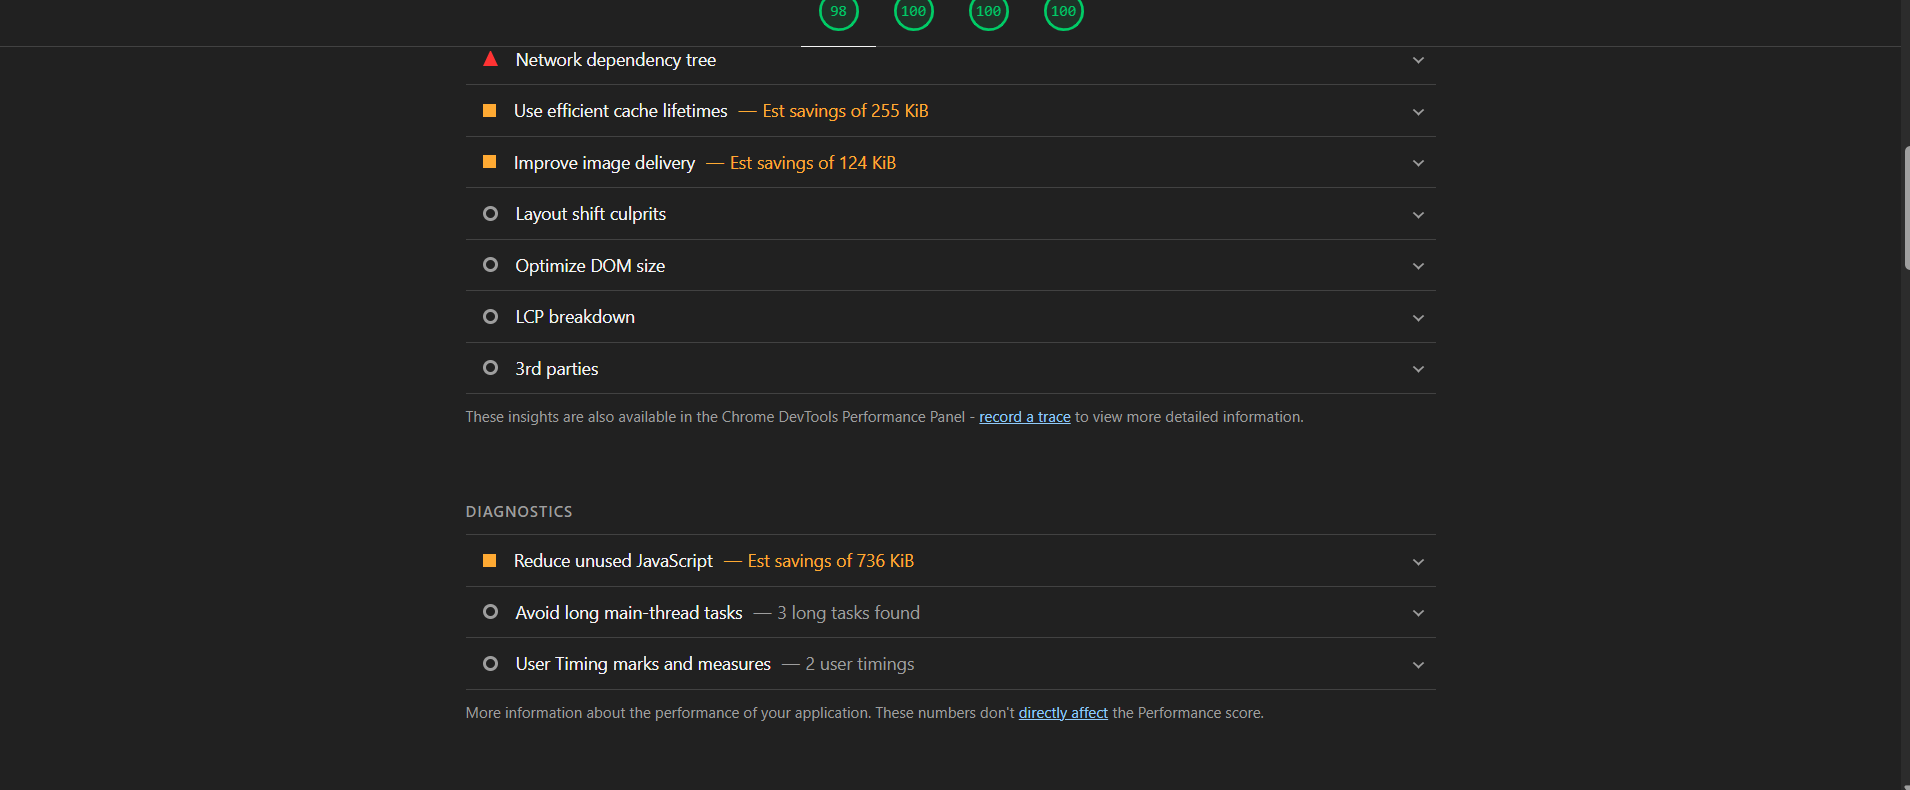 98 100 100 100
Network dependency tree
Use efficient cache lifetimes — Est savings of 255 KiB
Improve image delivery — Est savings of 124 KiB
Layout shift culprits
Optimize DOM size
LCP breakdown
3rd parties
These insights are also available in the Chrome DevTools Performance Panel - record a trace to view more detailed information.
DIAGNOSTICS
Reduce unused JavaScript — Est savings of 736 KiB
Avoid long main-thread tasks — 3 long tasks found
User Timing marks and measures — 2 user timings
More information about the performance of your application. These numbers don't directly affect the Performance score.